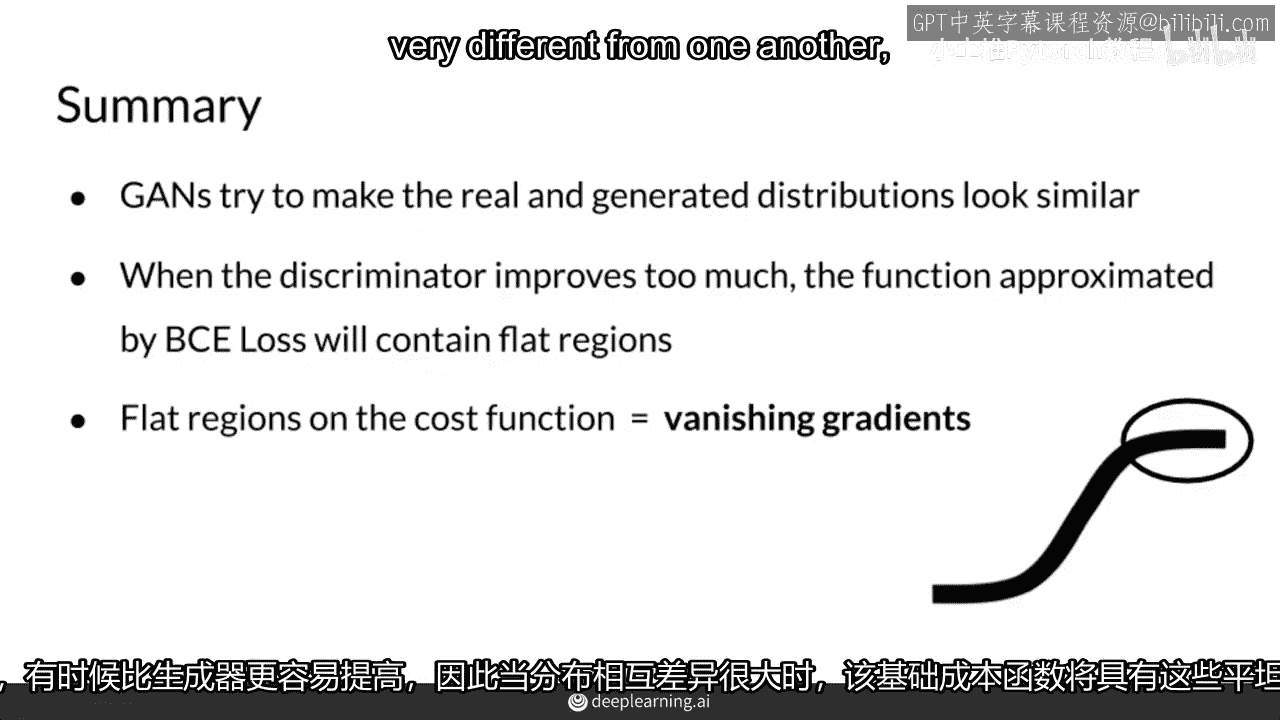 GPT中英字幕课程资源@bilibili.com
very different from one another,
Summary
• GANs try to make the real and generated distributions look similar
• When the discriminator improves too much, the function approximated
by BCE Loss will contain flat regions
• Flat regions on the cost function = vanishing gradients
，有时候比生成器更容易提高，因此当分布相互差异很大时，该基础成本函数将具有这些平坦
deeplearning.ai